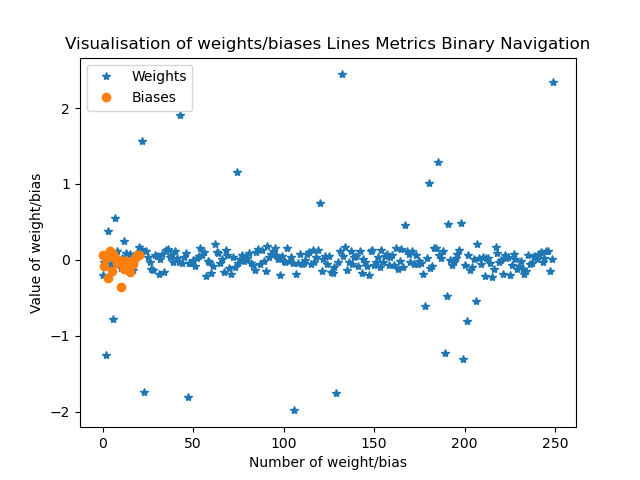 Visualisation of weights/biases Lines Metrics Binary Navigation
Weights
Biases
Value of weight/bias
2
1
0
−1
−2
0
50
100
150
200
250
Number of weight/bias